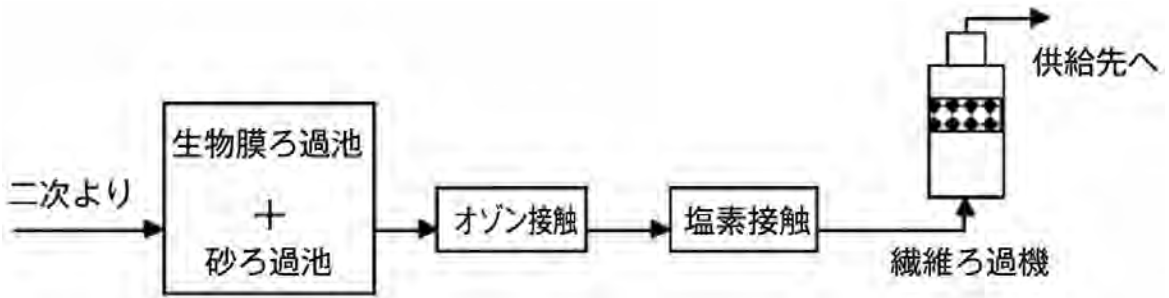 二次より
生物膜ろ過池
+
砂ろ過池
オゾン接触
塩素接触
繊維ろ過機
供給先へ